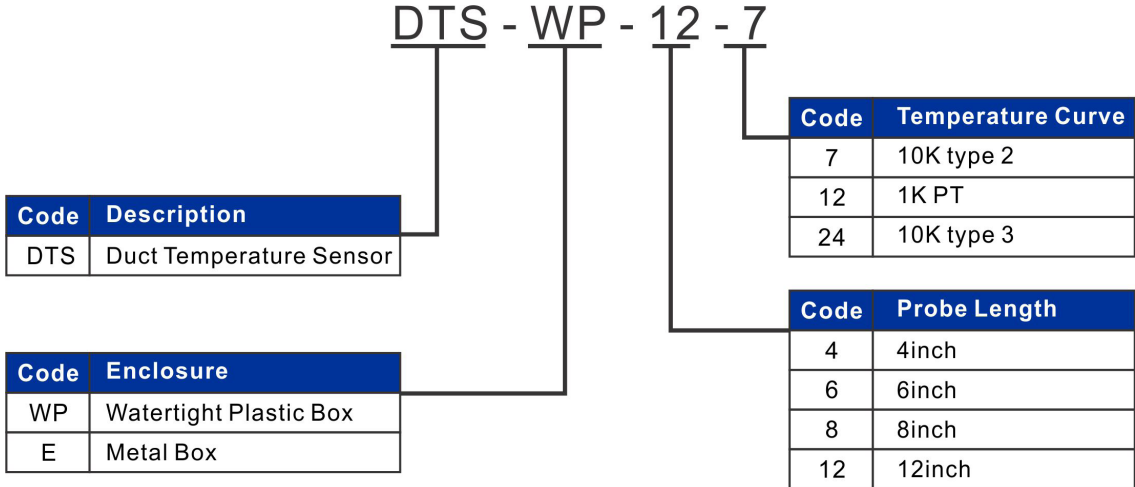 DTS - WP - 12 - 7
Code Description
DTS Duct Temperature Sensor
Code Enclosure
WP Watertight Plastic Box
E Metal Box
Code Temperature Curve
7 10K type 2
12 1K PT
24 10K type 3
Code Probe Length
4 4inch
6 6inch
8 8inch
12 12inch